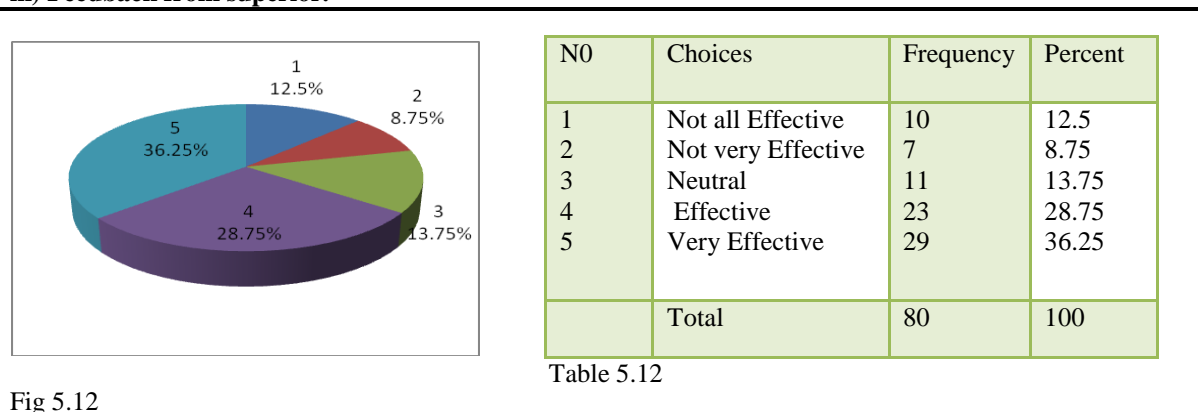 1
12.5%
2
8.75%
5
36.25%
4
28.75%
3
13.75%
Fig 5.12
N0 Choices Frequency Percent
1 Not all Effective 10 12.5
2 Not very Effective 7 8.75
3 Neutral 11 13.75
4 Effective 23 28.75
5 Very Effective 29 36.25
Total 80 100
Table 5.12